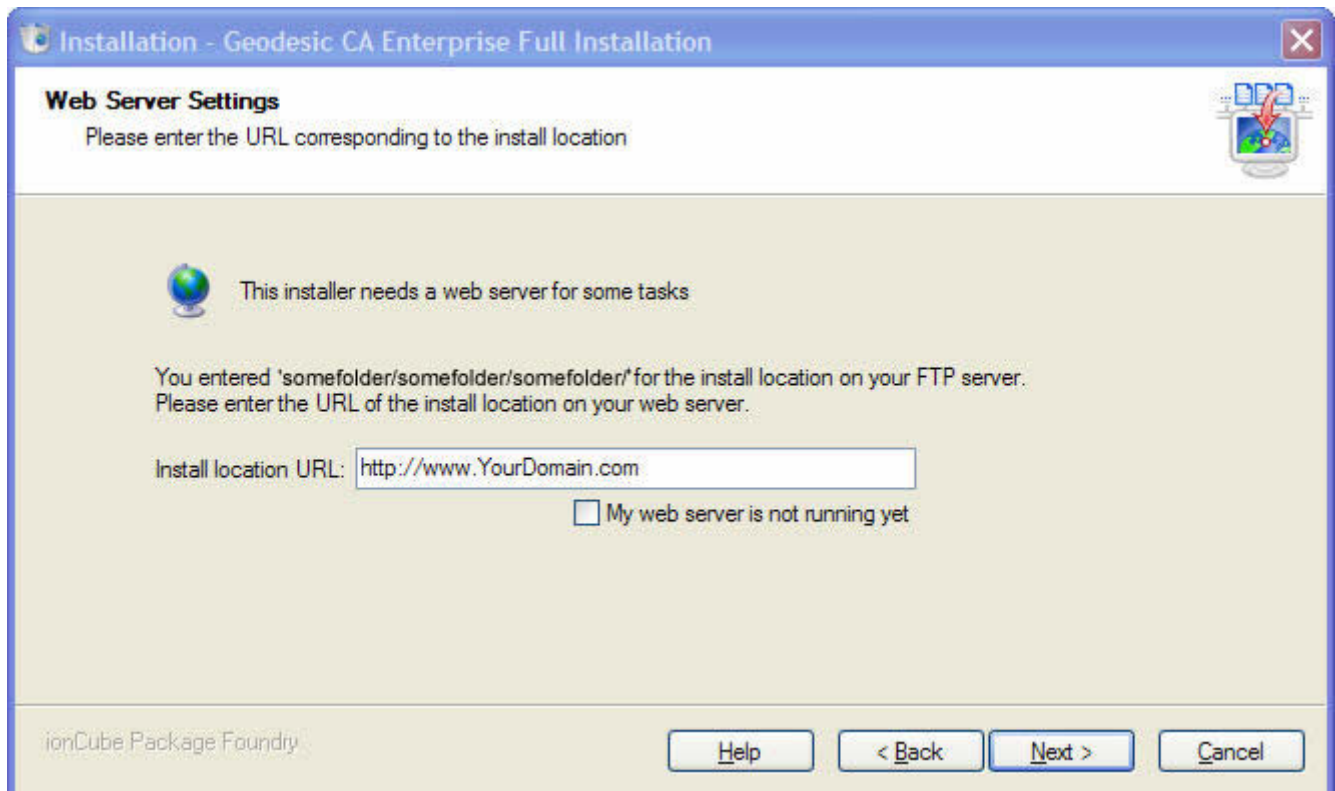 Installation - Geodesic CA Enterprise Full Installation
Web Server Settings
Please enter the URL corresponding to the install location
This installer needs a web server for some tasks
You entered 'somefolder/somefolder/somefolder/' for the install location on your FTP server.
Please enter the URL of the install location on your web server.
Install location URL: http://www.YourDomain.com
My web server is not running yet
ionCube Package Foundry
Help < Back Next > Cancel